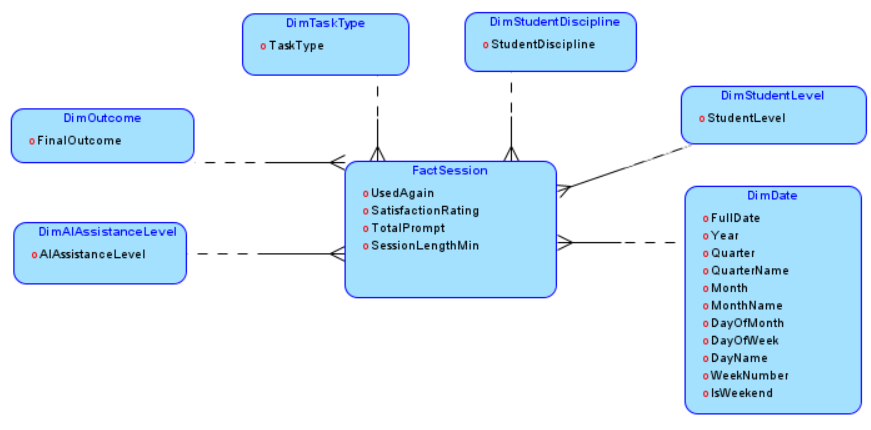 DimTaskType
TaskType
DimStudentDiscipline
StudentDiscipline
DimStudentLevel
StudentLevel
DimOutcome
FinalOutcome
FactSession
UsedAgain
SatisfactionRating
TotalPrompt
SessionLengthMin
DimAIAssistanceLevel
AIAssistanceLevel
DimDate
FullDate
Year
Quarter
QuarterName
Month
MonthName
DayOfMonth
DayOfWeek
DayName
WeekNumber
IsWeekend